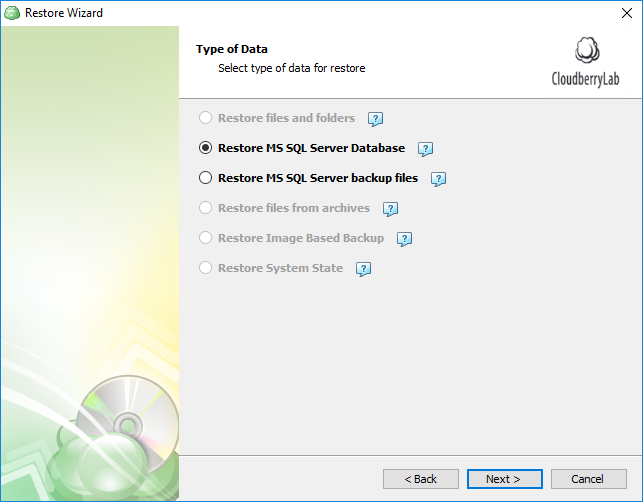 Restore Wizard
Type of Data
Select type of data for restore
CloudberryLab
Restore files and folders
?
Restore MS SQL Server Database
?
Restore MS SQL Server backup files
?
Restore files from archives
?
Restore Image Based Backup
?
Restore System State
?
< Back
Next >
Cancel